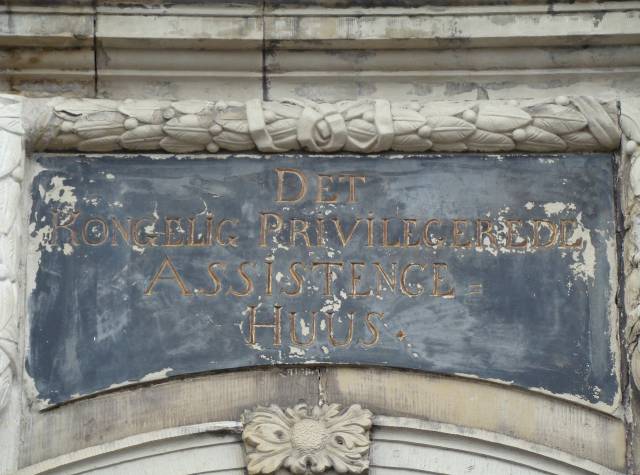 DET
KONGELIG PRIVILEGEREDE
ASSISTENCE=
HUUS.